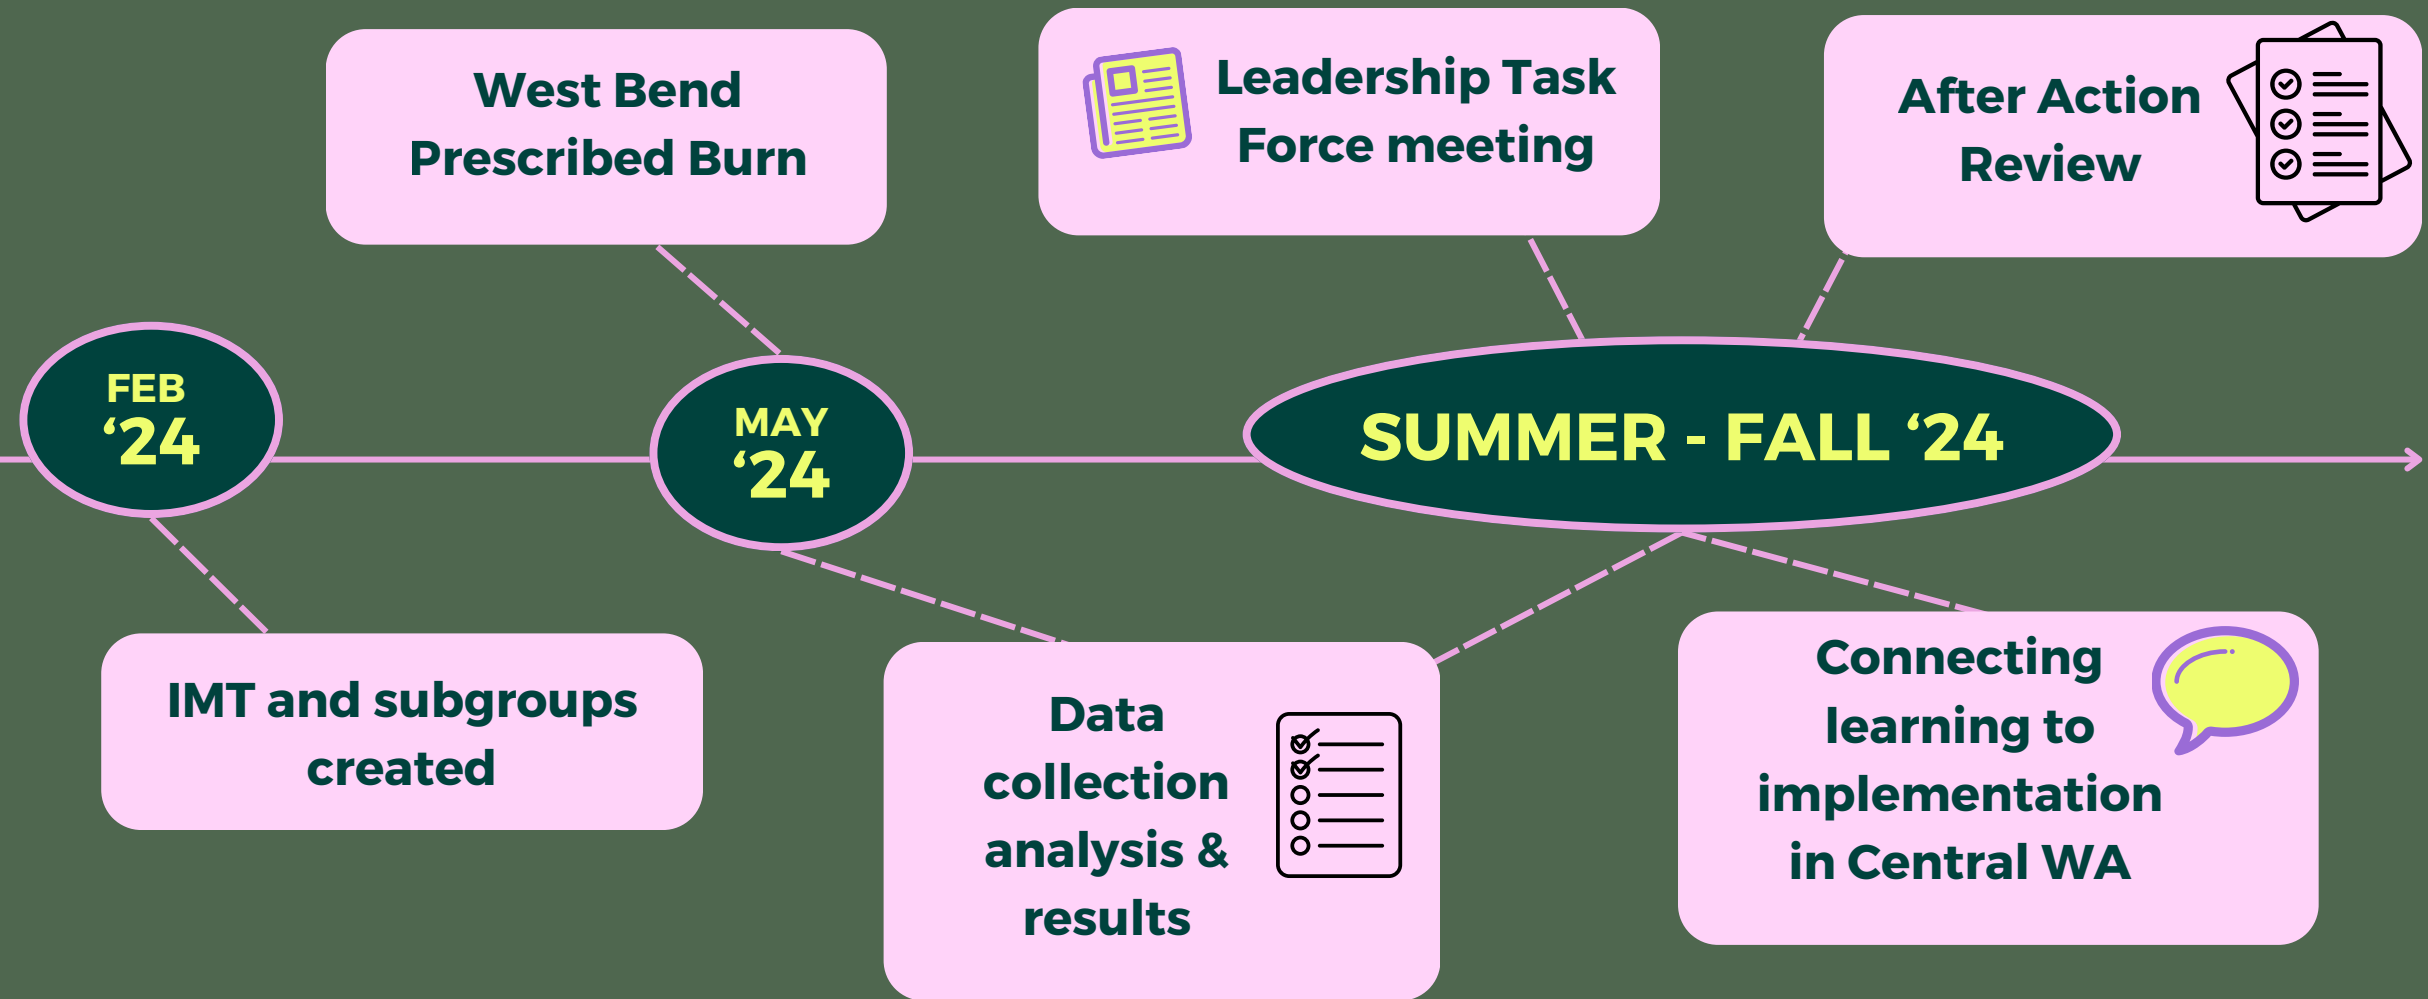 West Bend
Prescribed Burn
Leadership Task
Force meeting
After Action
Review
FEB
‘24
MAY
‘24
SUMMER - FALL ‘24
IMT and subgroups
created
Data
collection
analysis &
results
Connecting
learning to
implementation
in Central WA